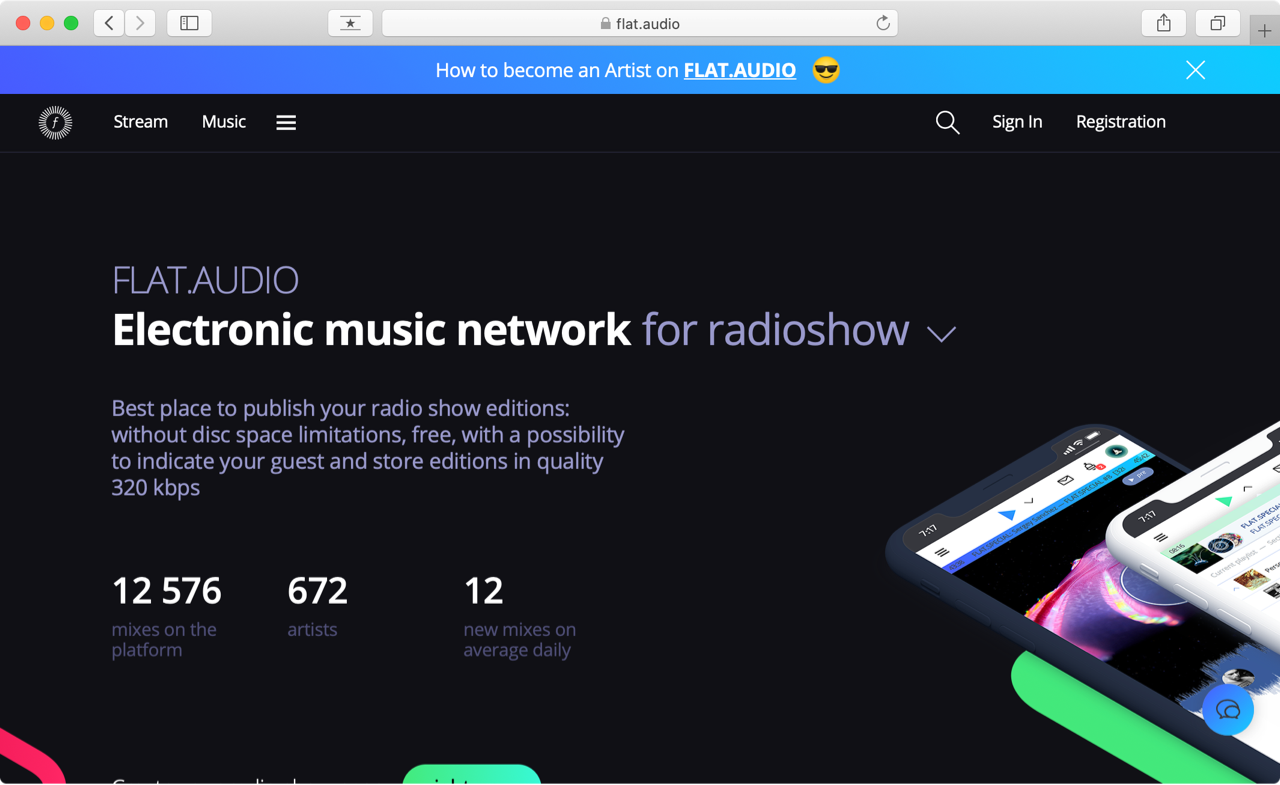 flat.audio
How to become an Artist on FLAT.AUDIO
Stream Music Sign In Registration
FLAT.AUDIO
Electronic music network for radioshow
Best place to publish your radio show editions:
without disc space limitations, free, with a possibility
to indicate your guest and store editions in quality
320 kbps
7:17
7:17
12 576
mixes on the
platform
672
artists
12
new mixes on
average daily